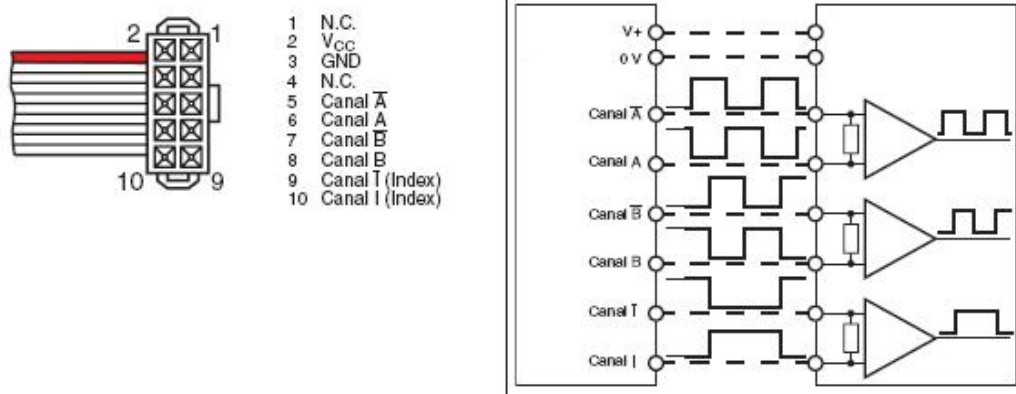 2
1
10
9
1 N.C.
2 V_CC
3 GND
4 N.C.
5 Canal A̅
6 Canal A
7 Canal B̅
8 Canal B
9 Canal I̅ (Index)
10 Canal I (Index)
V+
0 V
Canal A̅
Canal A
Canal B̅
Canal B
Canal I̅
Canal I